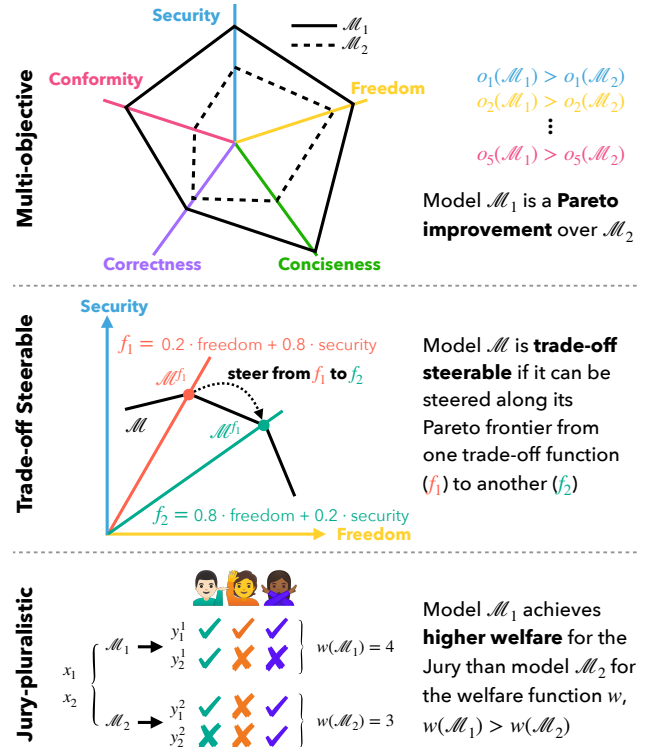 Multi-objective
Security
ℳ₁
ℳ₂
Conformity
Freedom
Correctness
Conciseness
o₁(ℳ₁) > o₁(ℳ₂)
o₂(ℳ₁) > o₂(ℳ₂)
⋮
o₅(ℳ₁) > o₅(ℳ₂)
Model ℳ₁ is a Pareto
improvement over ℳ₂
Trade-off Steerable
Security
f₁ = 0.2 · freedom + 0.8 · security
ℳ^f₁
steer from f₁ to f₂
ℳ
ℳ^f₁
f₂ = 0.8 · freedom + 0.2 · security
Freedom
Model ℳ is trade-off
steerable if it can be
steered along its
Pareto frontier from
one trade-off function
(f₁) to another (f₂)
Jury-pluralistic
x₁
x₂
ℳ₁
y₁¹
y₂¹
w(ℳ₁) = 4
ℳ₂
y₁²
y₂²
w(ℳ₂) = 3
Model ℳ₁ achieves
higher welfare for the
Jury than model ℳ₂ for
the welfare function w,
w(ℳ₁) > w(ℳ₂)